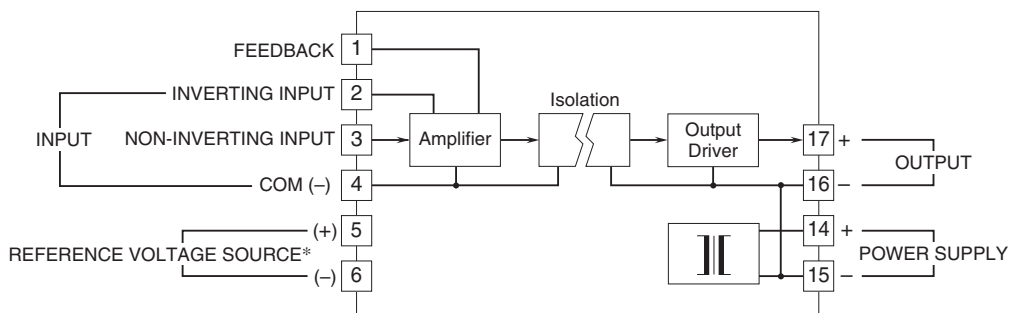 FEEDBACK 1
INVERTING INPUT 2
Isolation
INPUT
NON-INVERTING INPUT 3
Amplifier
Output
Driver
17 +
OUTPUT
COM (–) 4
16 –
(+) 5
14 +
REFERENCE VOLTAGE SOURCE*
POWER SUPPLY
(–) 6
15 –